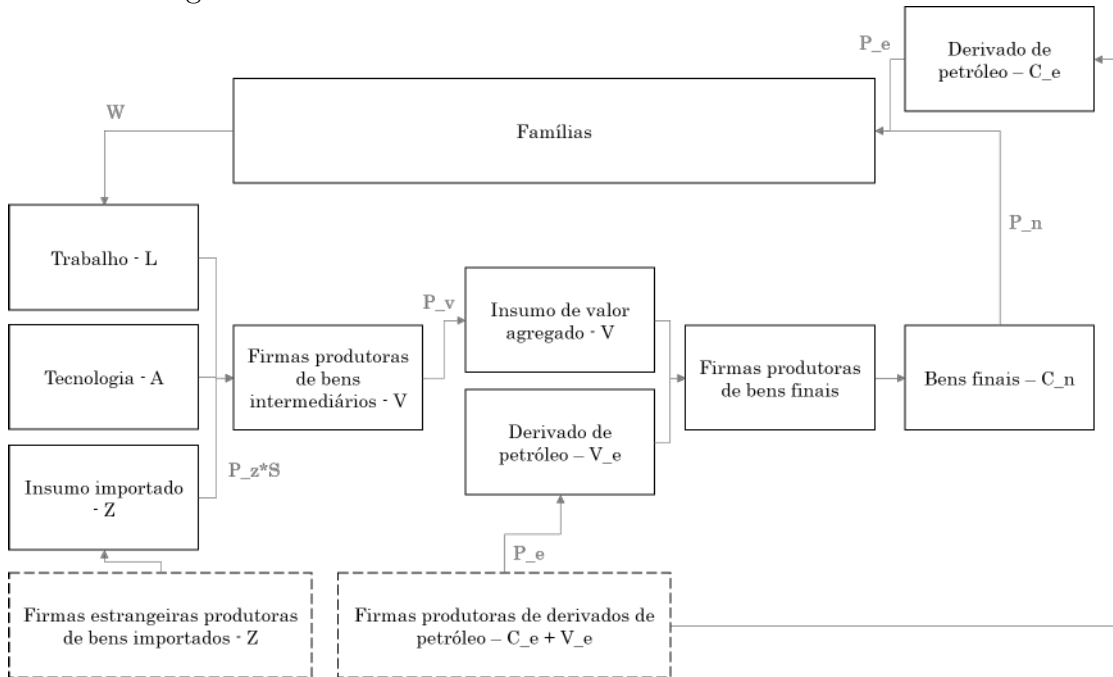 P_e
Derivado de
petróleo – C_e
W
Famílias
P_n
Trabalho - L
P_v
Insumo de valor
agregado - V
Tecnologia - A
Firmas produtoras
de bens
intermediários - V
Firmas produtoras
de bens finais
Bens finais – C_n
Derivado de
petróleo – V_e
P_z*S
Insumo importado
- Z
P_e
Firmas estrangeiras produtoras
de bens importados - Z
Firmas produtoras de derivados de
petróleo – C_e + V_e